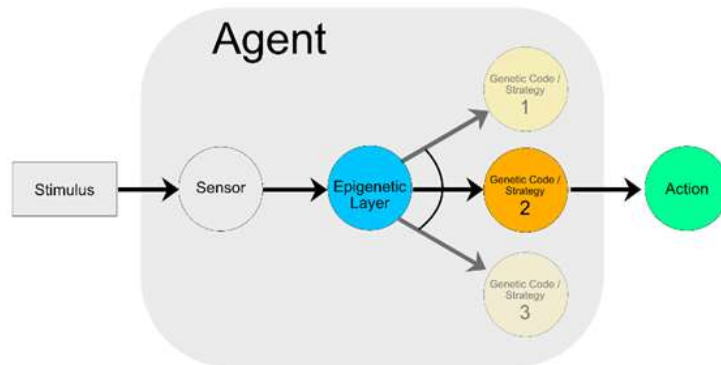 Agent
Genetic Code /
Strategy
1
Stimulus
Sensor
Epigenetic
Layer
Genetic Code /
Strategy
2
Action
Genetic Code /
Strategy
3